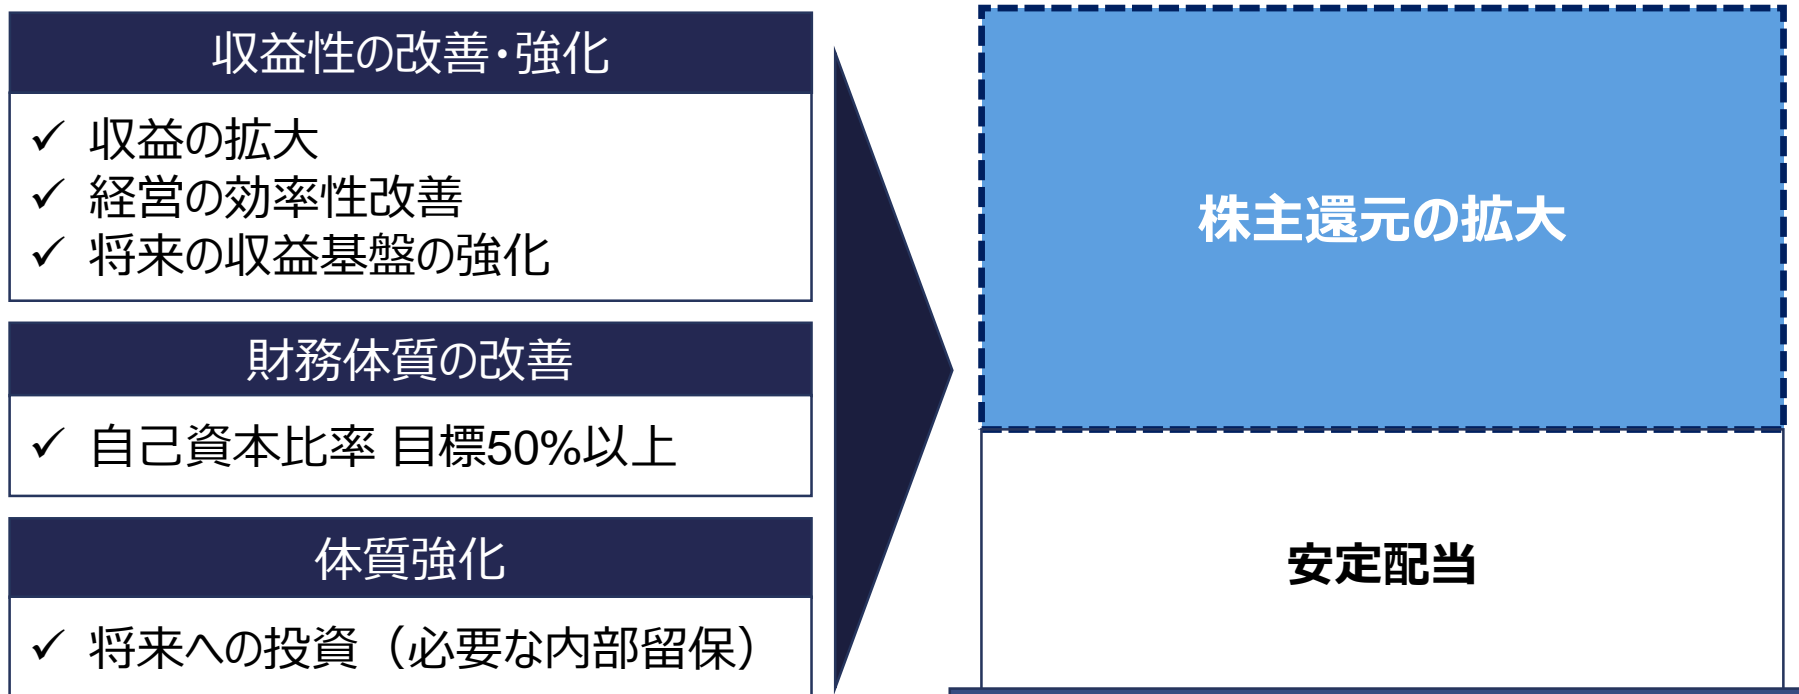 収益性の改善・強化
✓ 収益の拡大
✓ 経営の効率性改善
✓ 将来の収益基盤の強化
財務体質の改善
✓ 自己資本比率 目標50%以上
体質強化
✓ 将来への投資（必要な内部留保）
株主還元の拡大
安定配当